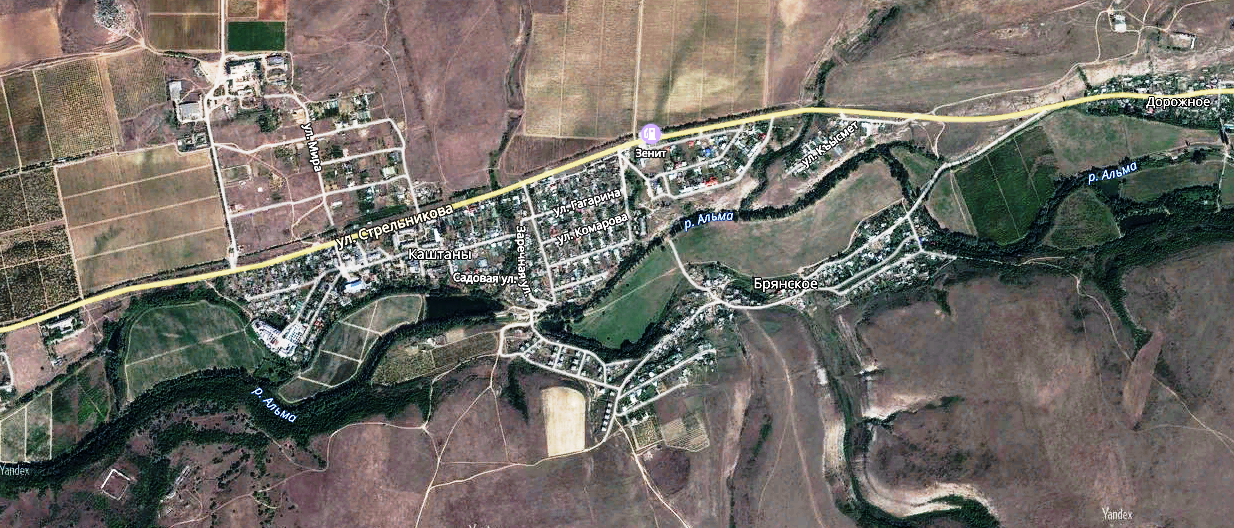 Дорожное
ул. Мира
Зенит
ул. Къысмет
р. Альма
ул. Гагарина
ул. Стрельникова
р. Альма
ул. Комарова
Заречная ул.
Каштаны
Садовая ул.
Брянское
р. Альма
Yandex
Yandex